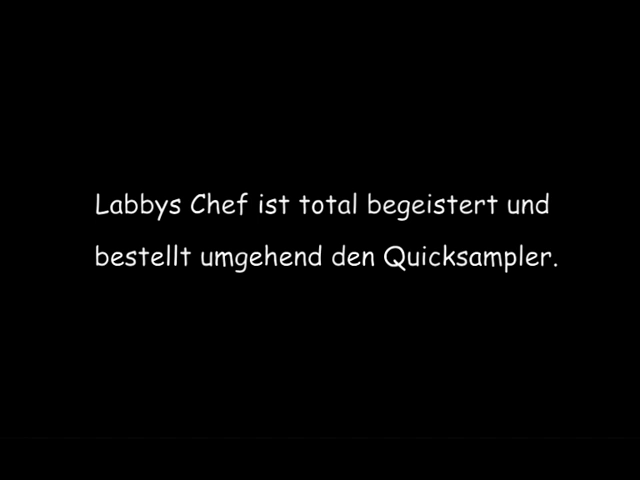 Labbys Chef ist total begeistert und
bestellt umgehend den Quicksampler.